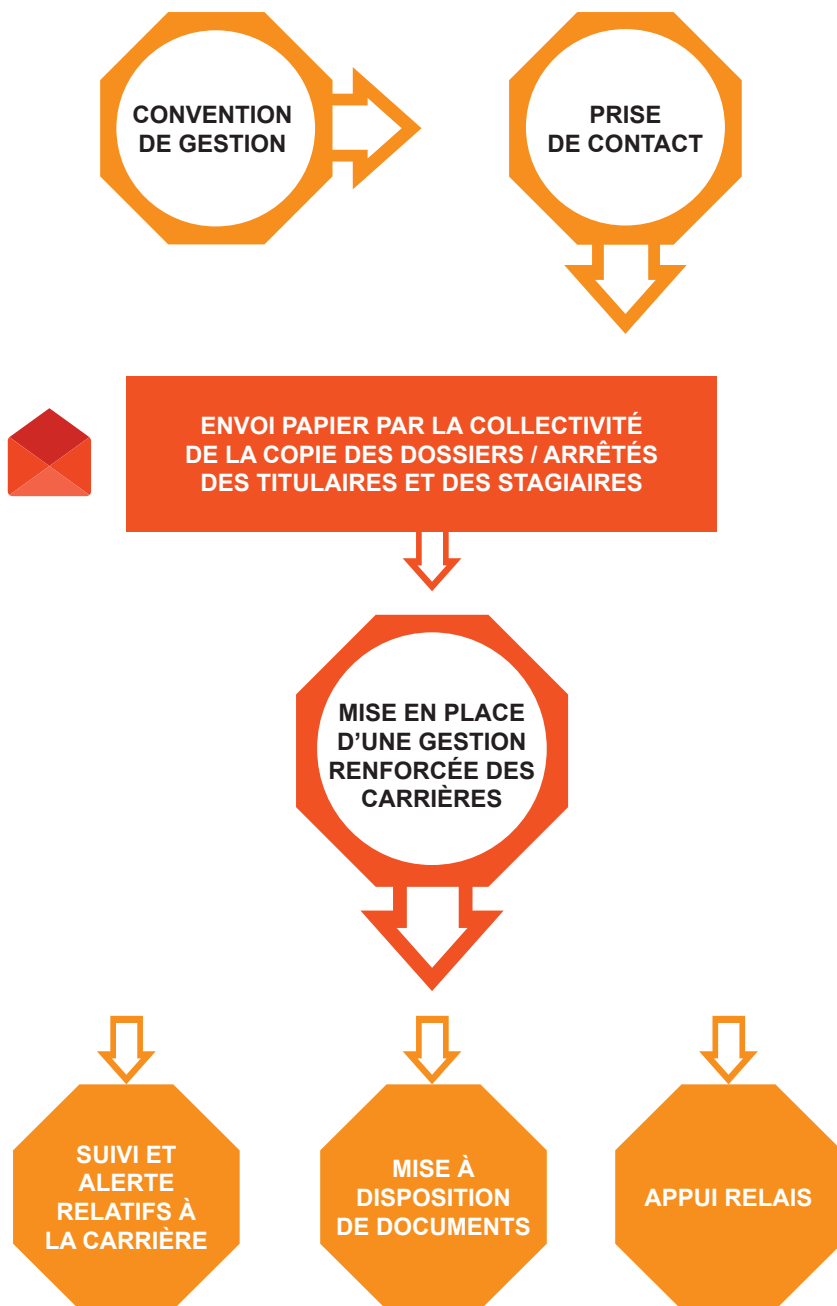 CONVENTION
DE GESTION
PRISE
DE CONTACT
ENVOI PAPIER PAR LA COLLECTIVITÉ
DE LA COPIE DES DOSSIERS / ARRÊTÉS
DES TITULAIRES ET DES STAGIAIRES
MISE EN PLACE
D’UNE GESTION
RENFORCÉE DES
CARRIÈRES
SUIVI ET
ALERTE
RELATIFS À
LA CARRIÈRE
MISE À
DISPOSITION
DE DOCUMENTS
APPUI RELAIS